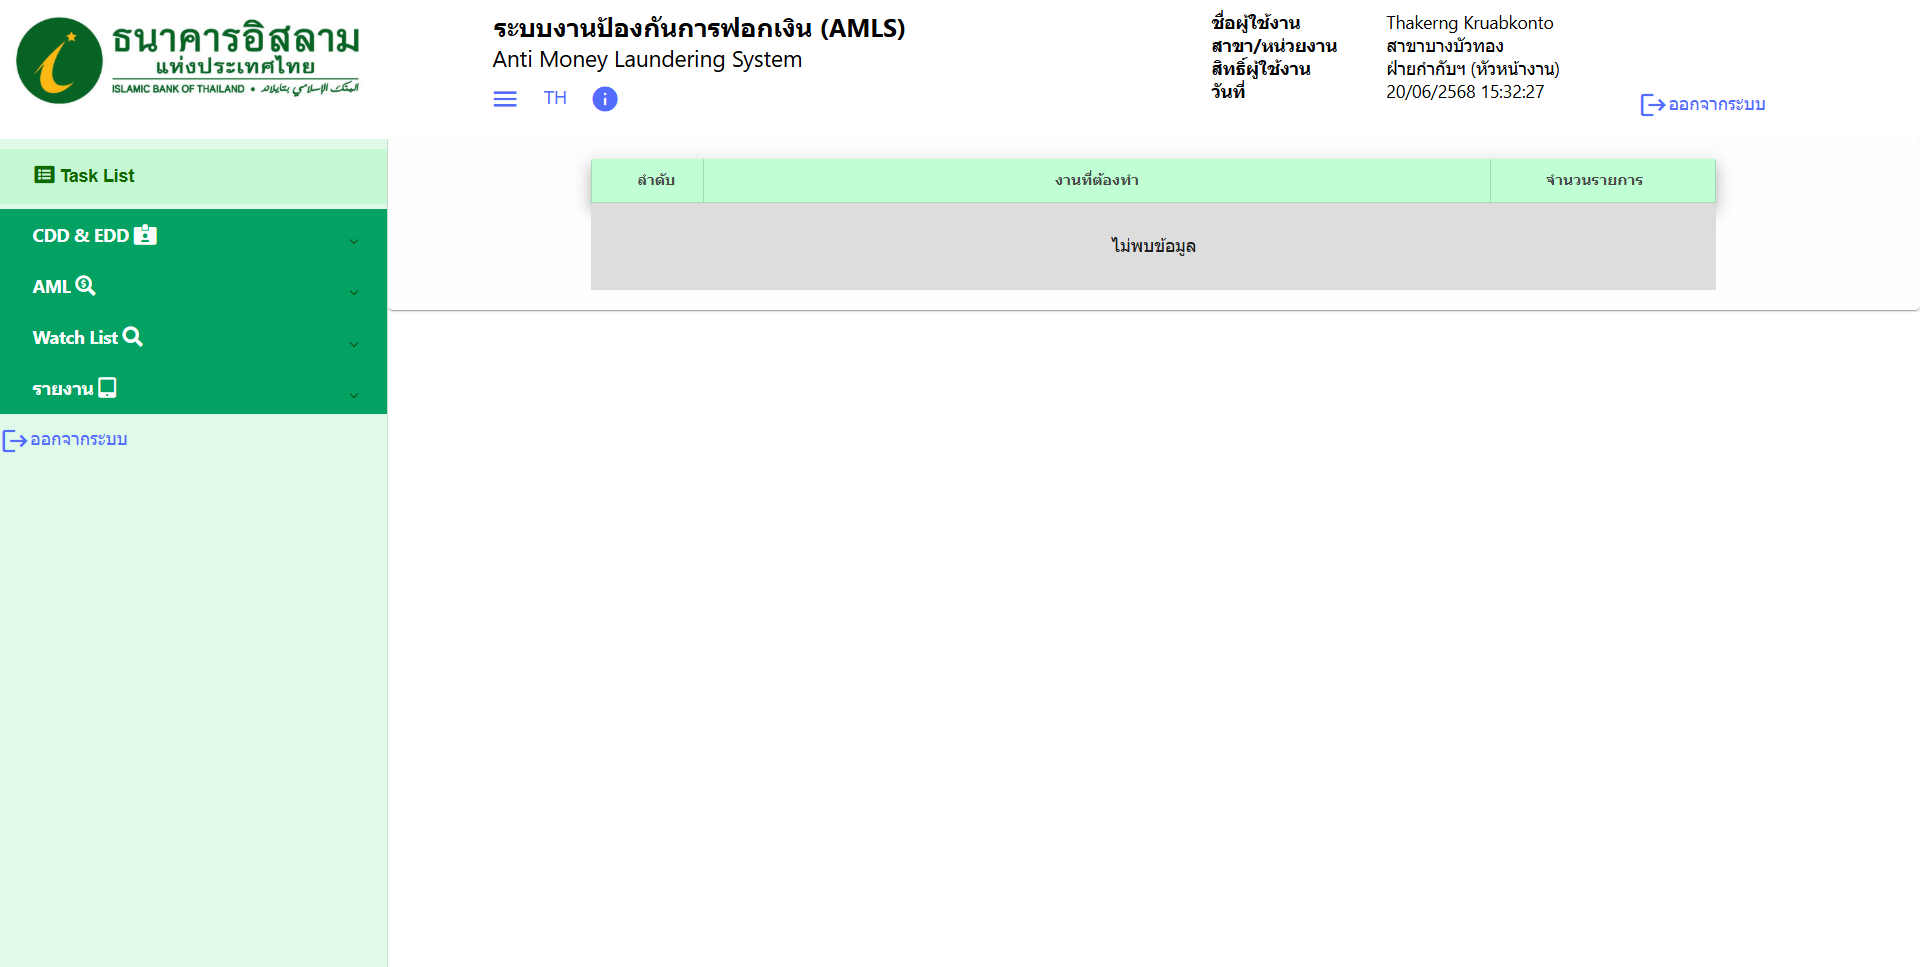 ธนาคารอิสลาม
แห่งประเทศไทย
ISLAMIC BANK OF THAILAND •
ระบบงานป้องกันการฟอกเงิน (AMLS)
Anti Money Laundering System
TH
ชื่อผู้ใช้งาน Thakerng Kruabkonto
สาขา/หน่วยงาน สาขาบางบัวทอง
สิทธิ์ผู้ใช้งาน ฝ่ายกำกับฯ (หัวหน้างาน)
วันที่ 20/06/2568 15:32:27
ออกจากระบบ
Task List
CDD & EDD
AML
Watch List
รายงาน
ออกจากระบบ
ลำดับ งานที่ต้องทำ จำนวนรายการ
ไม่พบข้อมูล